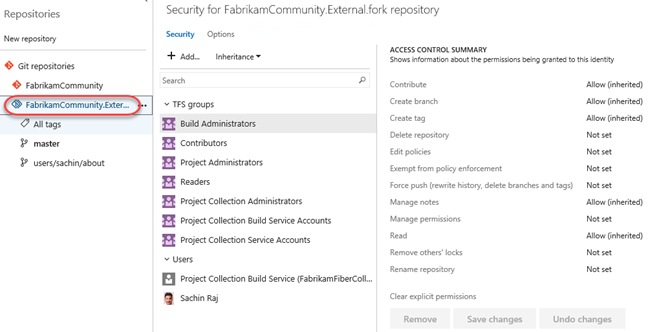 Repositories
New repository
Git repositories
FabrikamCommunity
FabrikamCommunity.Exter... ...
All tags
master
users/sachin/about
Security for FabrikamCommunity.External.fork repository
Security Options
+ Add... Inheritance
Search
TFS groups
Build Administrators
Contributors
Project Administrators
Readers
Project Collection Administrators
Project Collection Build Service Accounts
Project Collection Service Accounts
Users
Project Collection Build Service (FabrikamFiberColl...
Sachin Raj
ACCESS CONTROL SUMMARY
Shows information about the permissions being granted to this identity
Contribute Allow (inherited)
Create branch Allow (inherited)
Create tag Allow (inherited)
Delete repository Not set
Edit policies Not set
Exempt from policy enforcement Not set
Force push (rewrite history, delete branches and tags) Not set
Manage notes Allow (inherited)
Manage permissions Not set
Read Allow (inherited)
Remove others' locks Not set
Rename repository Not set
Clear explicit permissions
Remove Save changes Undo changes